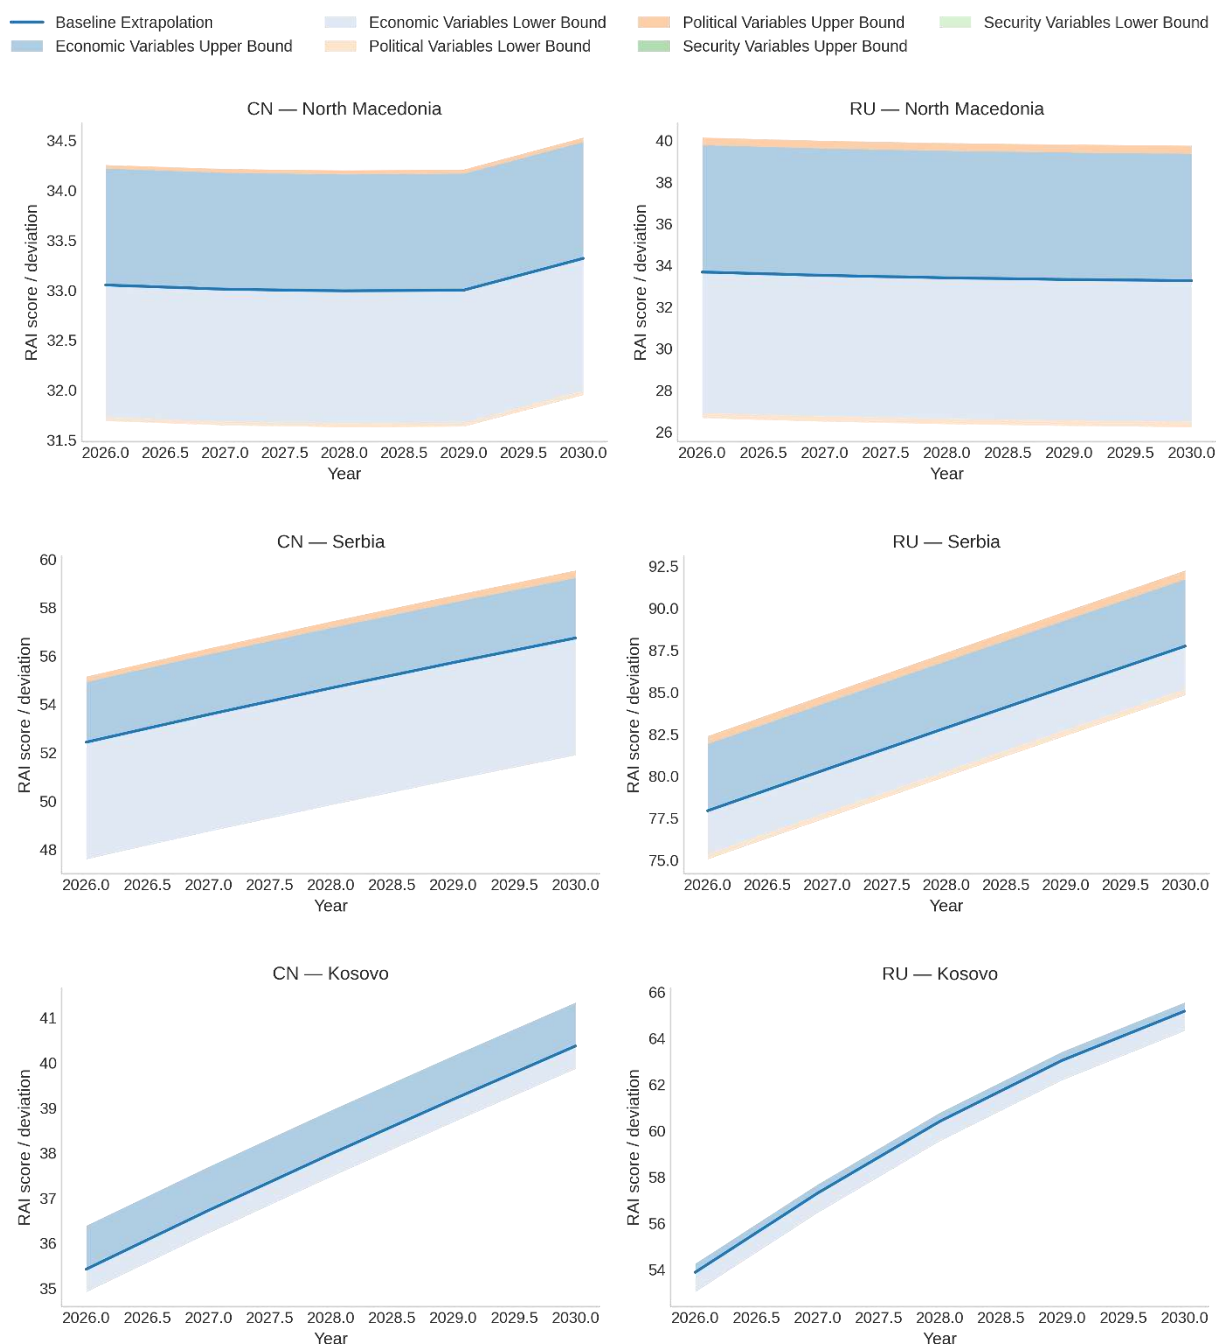 Baseline Extrapolation
Economic Variables Upper Bound
Economic Variables Lower Bound
Political Variables Lower Bound
Political Variables Upper Bound
Security Variables Upper Bound
Security Variables Lower Bound
CN — North Macedonia
RAI score / deviation
34.5
34.0
33.5
33.0
32.5
32.0
31.5
2026.0 2026.5 2027.0 2027.5 2028.0 2028.5 2029.0 2029.5 2030.0
Year
RU — North Macedonia
RAI score / deviation
40
38
36
34
32
30
28
26
2026.0 2026.5 2027.0 2027.5 2028.0 2028.5 2029.0 2029.5 2030.0
Year
CN — Serbia
RAI score / deviation
60
58
56
54
52
50
48
2026.0 2026.5 2027.0 2027.5 2028.0 2028.5 2029.0 2029.5 2030.0
Year
RU — Serbia
RAI score / deviation
92.5
90.0
87.5
85.0
82.5
80.0
77.5
75.0
2026.0 2026.5 2027.0 2027.5 2028.0 2028.5 2029.0 2029.5 2030.0
Year
CN — Kosovo
RAI score / deviation
41
40
39
38
37
36
35
2026.0 2026.5 2027.0 2027.5 2028.0 2028.5 2029.0 2029.5 2030.0
Year
RU — Kosovo
RAI score / deviation
66
64
62
60
58
56
54
2026.0 2026.5 2027.0 2027.5 2028.0 2028.5 2029.0 2029.5 2030.0
Year